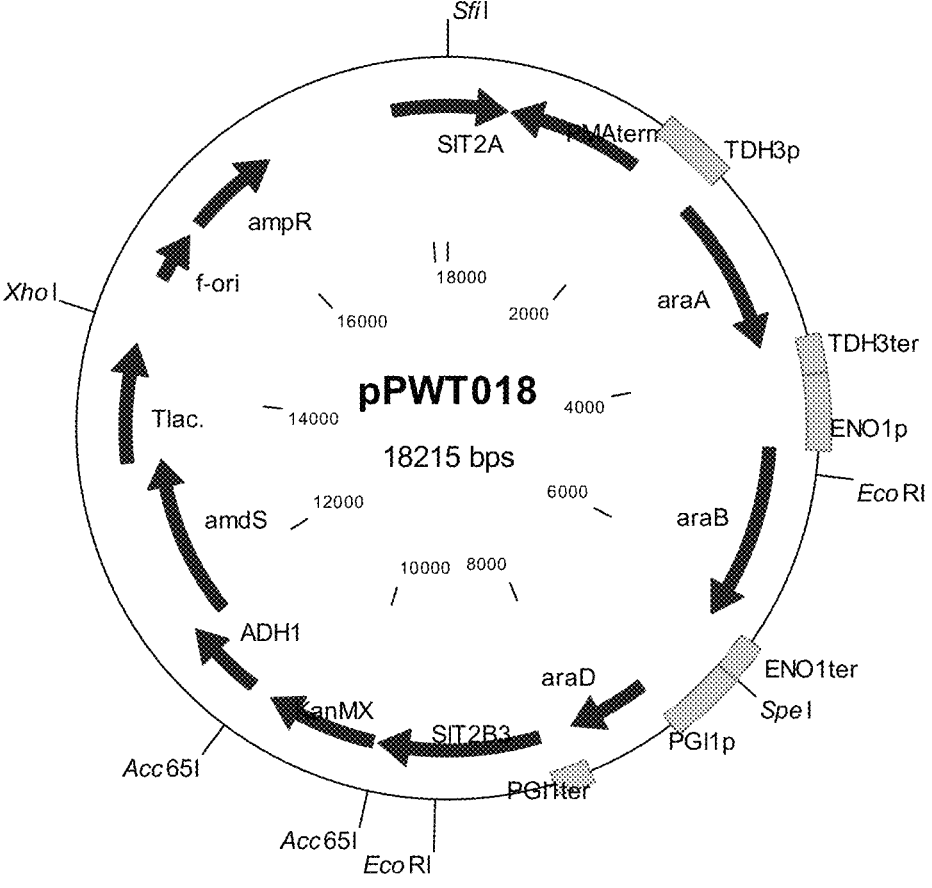 SfiI
SIT2A
PMAterm
TDH3p
ampR
f-ori
XhoI
araA
18000
2000
16000
TDH3ter
pPWT018
4000
14000
Tlac.
ENO1p
18215 bps
EcoRI
6000
12000
araB
amdS
10000
8000
ADH1
ENO1ter
araD
SpeI
KanMX
SIT2B3
PGI1p
Acc65I
PGI1ter
Acc65I
EcoRI